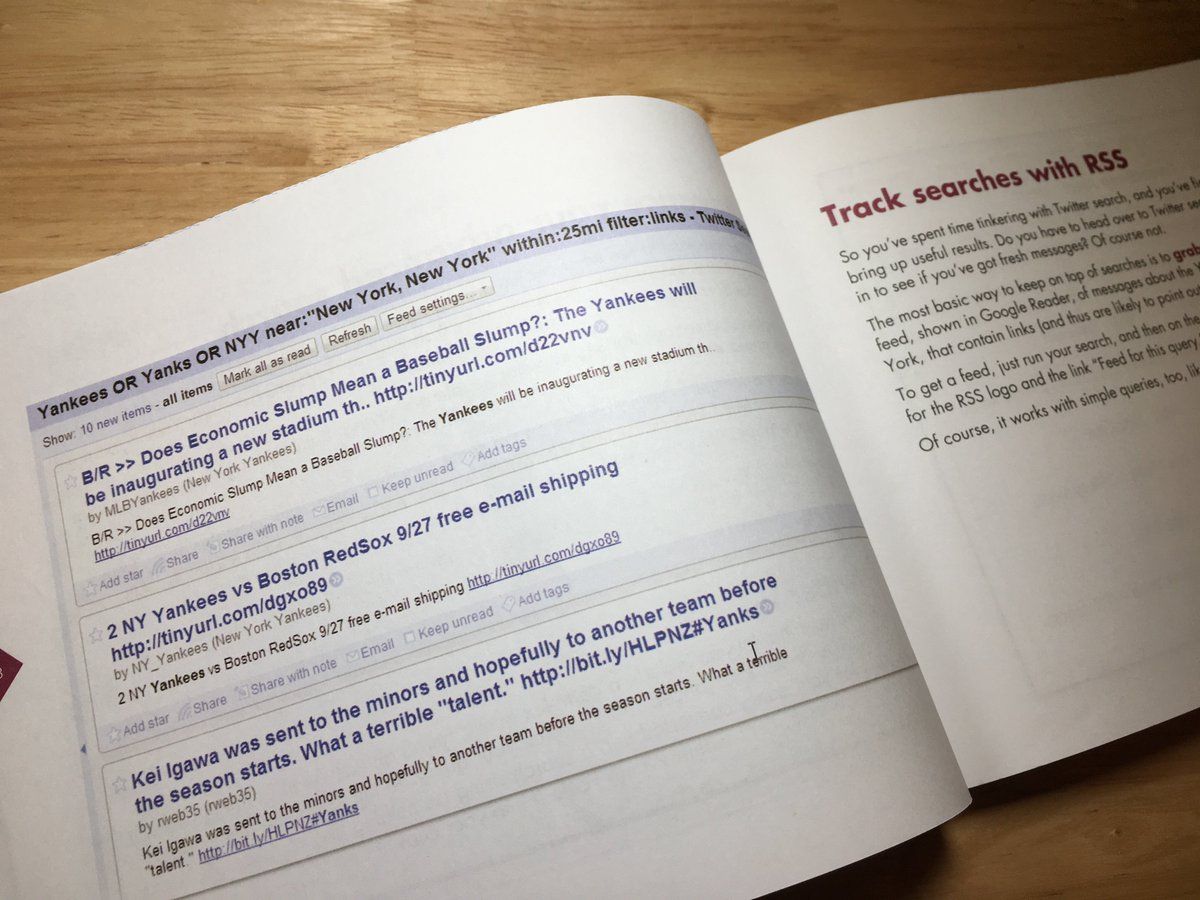 Yankees OR Yanks OR NYY near:"New York, New York" within:25mi filter:links - Twitter
Show: 10 new items - all items Mark all as read Refresh Feed settings...
B/R >> Does Economic Slump Mean a Baseball Slump?: The Yankees will
be inaugurating a new stadium th.. http://tinyurl.com/d22vnv
by MLBYankees (New York Yankees)
B/R >> Does Economic Slump Mean a Baseball Slump?: The Yankees will be inaugurating a new stadium th..
http://tinyurl.com/d22vnv
Add star Share Share with note Email Keep unread Add tags
2 NY Yankees vs Boston RedSox 9/27 free e-mail shipping
http://tinyurl.com/dgxo89
by NY_Yankees (New York Yankees)
2 NY Yankees vs Boston RedSox 9/27 free e-mail shipping http://tinyurl.com/dgxo89
Add star Share Share with note Email Keep unread Add tags
Kei Igawa was sent to the minors and hopefully to another team before
the season starts. What a terrible "talent." http://bit.ly/HLPNZ#Yanks
by rweb35 (rweb35)
Kei Igawa was sent to the minors and hopefully to another team before the season starts. What a terrible
"talent." http://bit.ly/HLPNZ#Yanks
Track searches with RSS
So you've spent time tinkering with Twitter search, and you've
bring up useful results. Do you have to head over to Twitter
in to see if you've got fresh messages? Of course not.
The most basic way to keep on top of searches is to grab
feed, shown in Google Reader, of messages about the
York, that contain links (and thus are likely to point out
To get a feed, just run your search, and then on the
for the RSS logo and the link "Feed for this query
Of course, it works with simple queries, too,